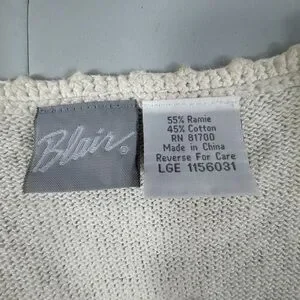 Blair®
55% Ramie
45% Cotton
RN 81700
Made in China
Reverse For Care
LGE 1156031